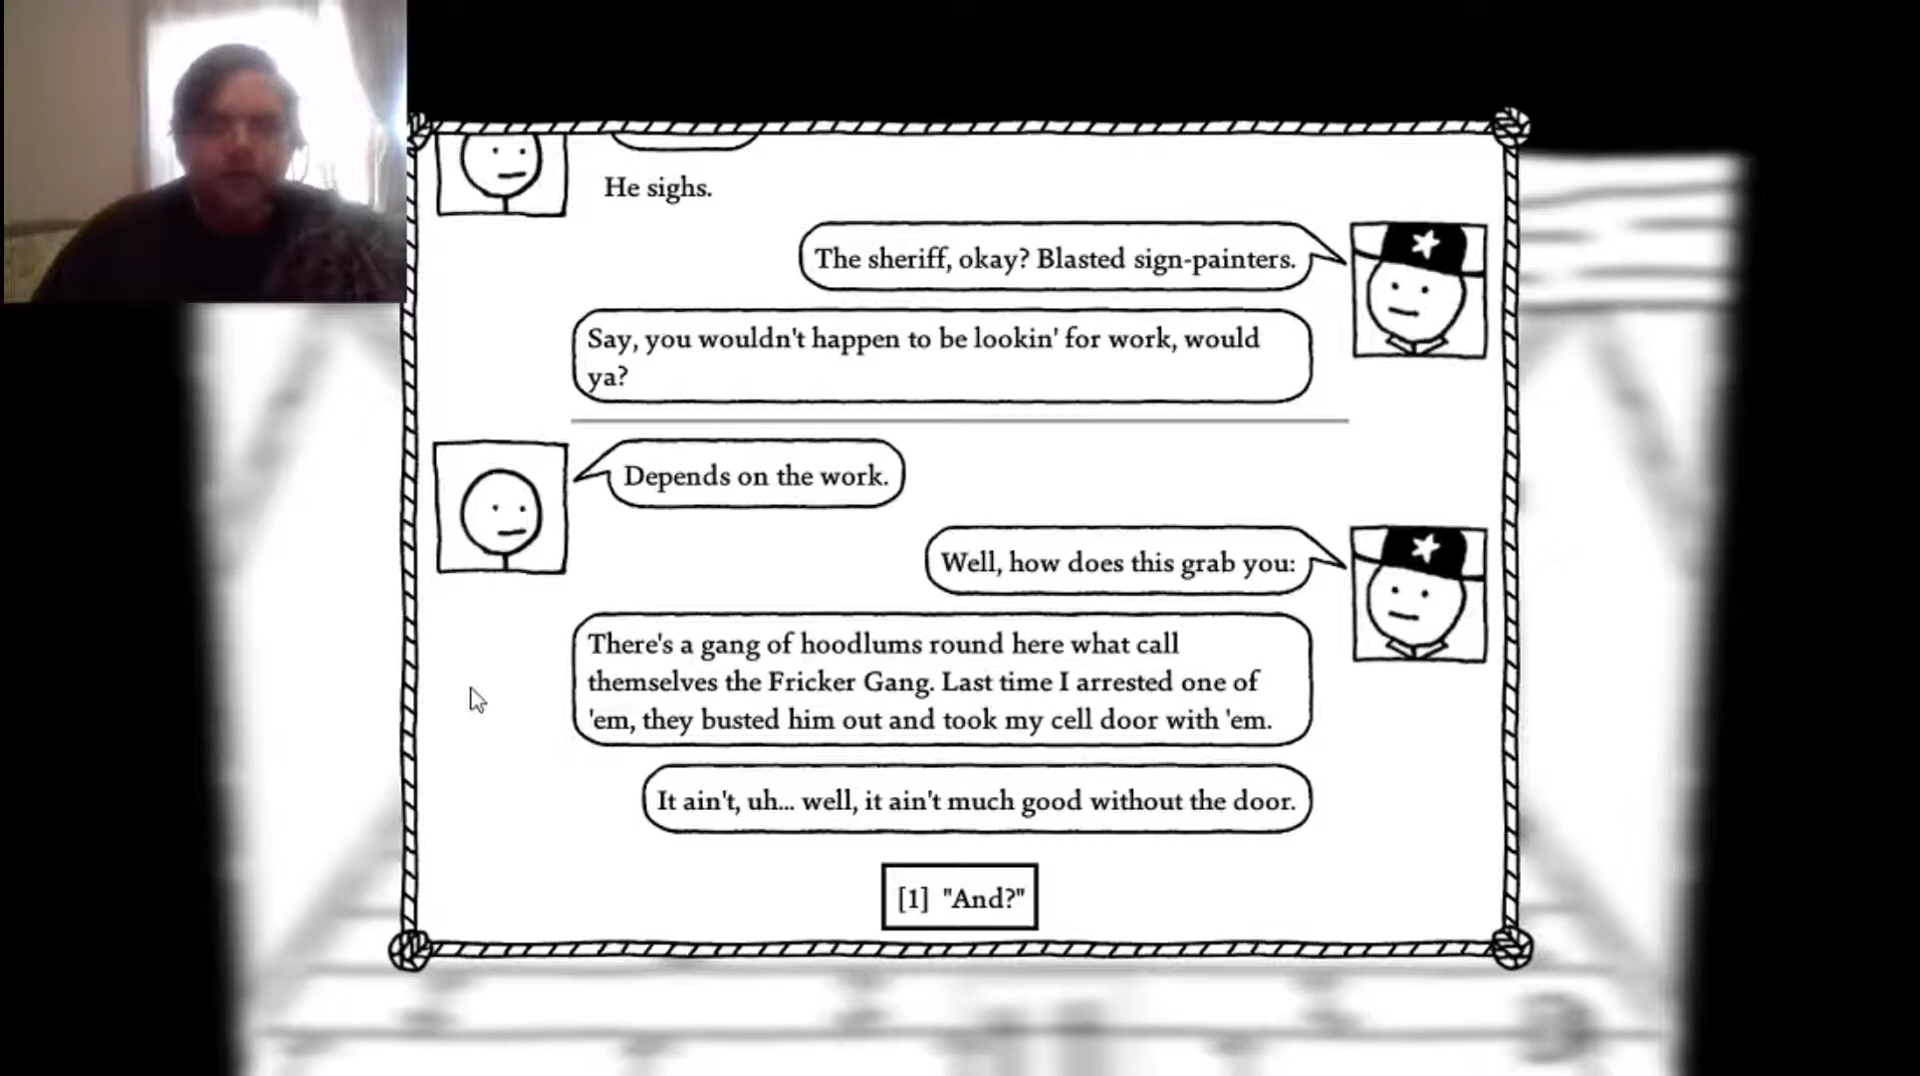 He sighs.
The sheriff, okay? Blasted sign-painters.
Say, you wouldn't happen to be lookin' for work, would
ya?
Depends on the work.
Well, how does this grab you:
There's a gang of hoodlums round here what call
themselves the Fricker Gang. Last time I arrested one of
'em, they busted him out and took my cell door with 'em.
It ain't, uh... well, it ain't much good without the door.
[1] "And?"